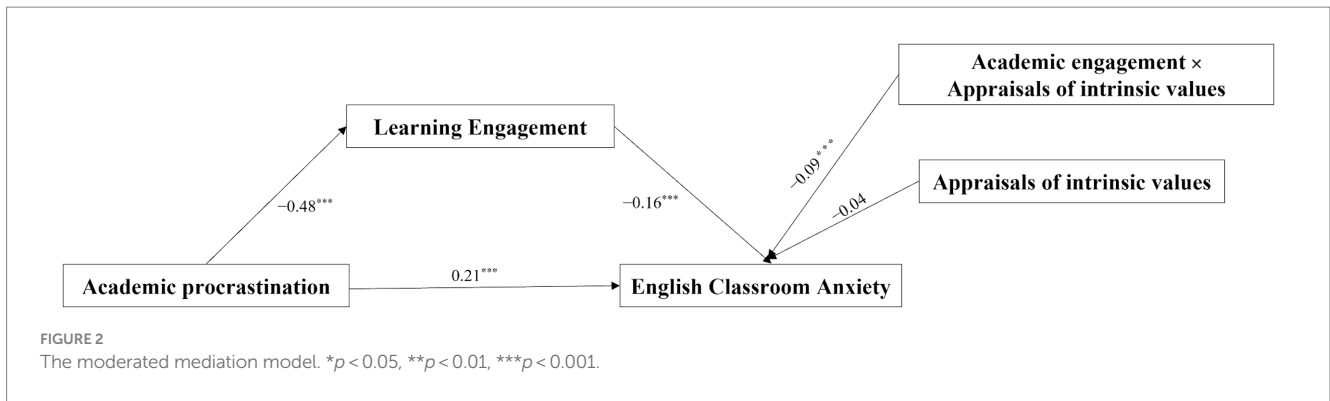 Academic engagement ×
Appraisals of intrinsic values
Learning Engagement
−0.09***
Appraisals of intrinsic values
−0.48***
−0.16***
−0.04
Academic procrastination
0.21***
English Classroom Anxiety
FIGURE 2
The moderated mediation model. *p < 0.05, **p < 0.01, ***p < 0.001.